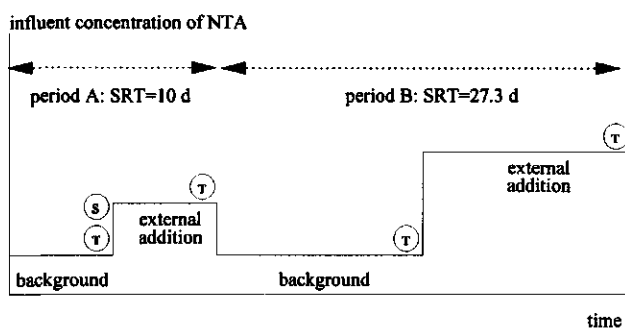 influent concentration of NTA
period A: SRT=10 d
period B: SRT=27.3 d
T
T
external
addition
S
external
addition
T
T
background
background
time